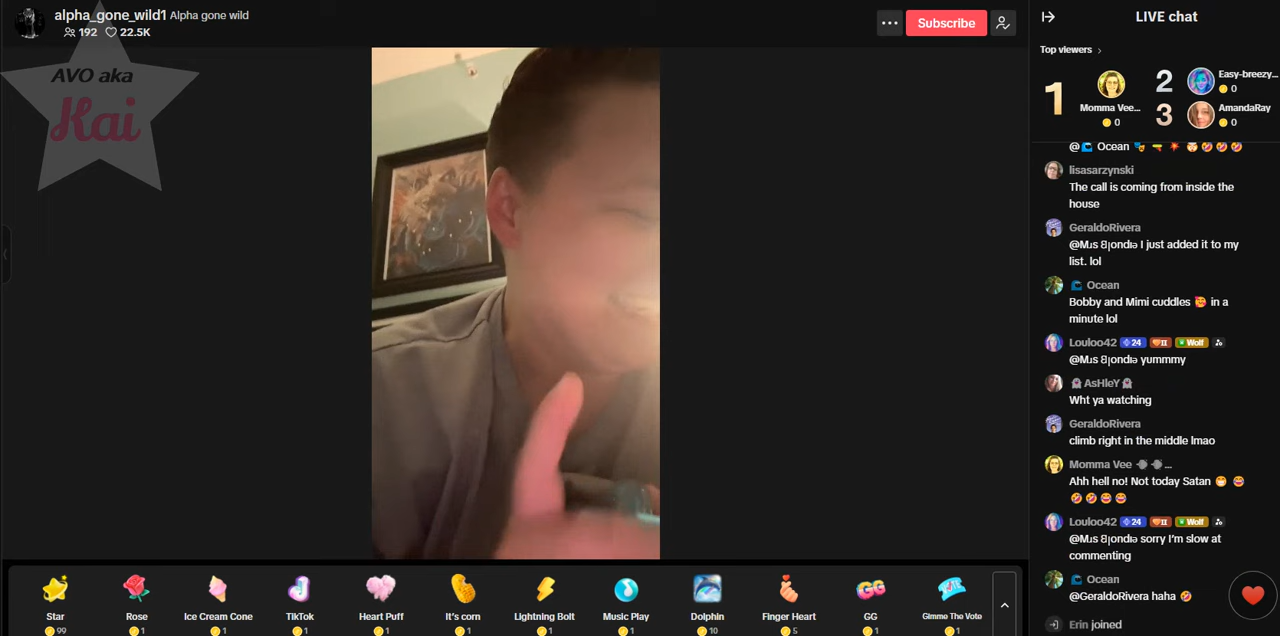 alpha_gone_wild1 Alpha gone wild
192 22.5K
Subscribe
AVO aka
Kai
LIVE chat
Top viewers
1
Momma Vee...
0
2
Easy-breezy...
0
3
AmandaRay
0
@🌊 Ocean 🎭 🔫 💥 🤯 🤣 🤣 🤣
lisasarzynski
The call is coming from inside the
house
GeraldoRivera
@Mɹs 8ןondıǝ I just added it to my
list. lol
🌊 Ocean
Bobby and Mimi cuddles 🥰 in a
minute lol
Louloo42 24 II Wolf
@Mɹs 8ןondıǝ yummmy
👻AsHleY👻
Wht ya watching
GeraldoRivera
climb right in the middle lmao
Momma Vee ...
Ahh hell no! Not today Satan 😁 😂
🤣 🤣 😂 😂
Louloo42 24 II Wolf
@Mɹs 8ןondıǝ sorry I'm slow at
commenting
🌊 Ocean
@GeraldoRivera haha 🤣
Erin joined
Star
99
Rose
1
Ice Cream Cone
1
TikTok
1
Heart Puff
1
It's corn
1
Lightning Bolt
1
Music Play
1
Dolphin
10
Finger Heart
5
GG
1
Gimme The Vote
1